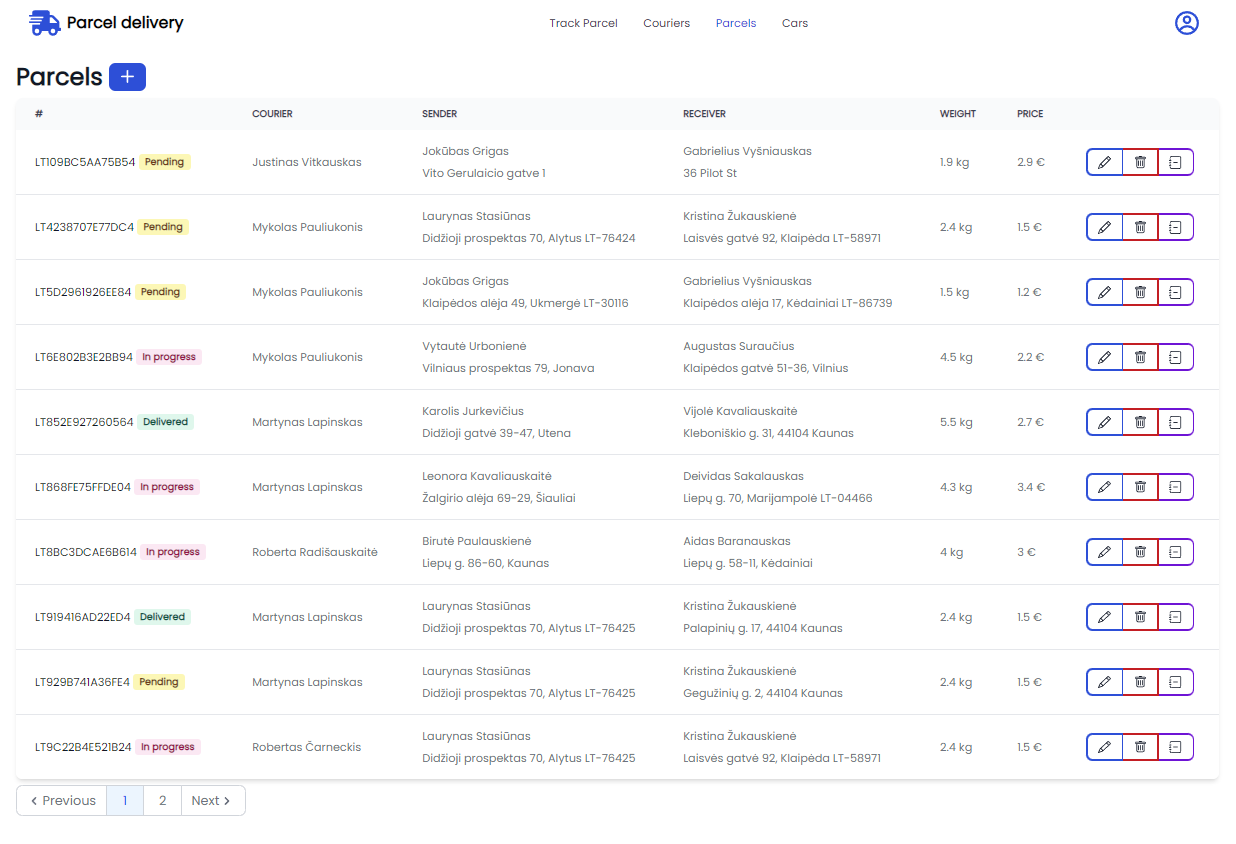 Parcel delivery
Track Parcel Couriers Parcels Cars
Parcels +
# COURIER SENDER RECEIVER WEIGHT PRICE
LT109BC5AA75B54 Pending Justinas Vitkauskas Jokūbas Grigas Gabrielius Vyšniauskas 1.9 kg 2.9 €
Vito Gerulaicio gatve 1 36 Pilot St
LT4238707E77DC4 Pending Mykolas Pauliukonis Laurynas Stasiūnas Kristina Žukauskienė 2.4 kg 1.5 €
Didžioji prospektas 70, Alytus LT-76424 Laisvės gatvė 92, Klaipėda LT-58971
LT5D2961926EE84 Pending Mykolas Pauliukonis Jokūbas Grigas Gabrielius Vyšniauskas 1.5 kg 1.2 €
Klaipėdos alėja 49, Ukmergė LT-30116 Klaipėdos alėja 17, Kėdainiai LT-86739
LT6E802B3E2BB94 In progress Mykolas Pauliukonis Vytautė Urbonienė Augustas Suraučius 4.5 kg 2.2 €
Vilniaus prospektas 79, Jonava Klaipėdos gatvė 51-36, Vilnius
LT852E927260564 Delivered Martynas Lapinskas Karolis Jurkevičius Vijolė Kavaliauskaitė 5.5 kg 2.7 €
Didžioji gatvė 39-47, Utena Kleboniškio g. 31, 44104 Kaunas
LT868FE75FFDE04 In progress Martynas Lapinskas Leonora Kavaliauskaitė Deividas Sakalauskas 4.3 kg 3.4 €
Žalgirio alėja 69-29, Šiauliai Liepų g. 70, Marijampolė LT-04466
LT8BC3DCAE6B614 In progress Roberta Radišauskaitė Birutė Paulauskienė Aidas Baranauskas 4 kg 3 €
Liepų g. 86-60, Kaunas Liepų g. 58-11, Kėdainiai
LT919416AD22ED4 Delivered Martynas Lapinskas Laurynas Stasiūnas Kristina Žukauskienė 2.4 kg 1.5 €
Didžioji prospektas 70, Alytus LT-76425 Palapinių g. 17, 44104 Kaunas
LT929B741A36FE4 Pending Martynas Lapinskas Laurynas Stasiūnas Kristina Žukauskienė 2.4 kg 1.5 €
Didžioji prospektas 70, Alytus LT-76425 Gegužinių g. 2, 44104 Kaunas
LT9C22B4E521B24 In progress Robertas Čarneckis Laurynas Stasiūnas Kristina Žukauskienė 2.4 kg 1.5 €
Didžioji prospektas 70, Alytus LT-76425 Laisvės gatvė 92, Klaipėda LT-58971
‹ Previous 1 2 Next ›